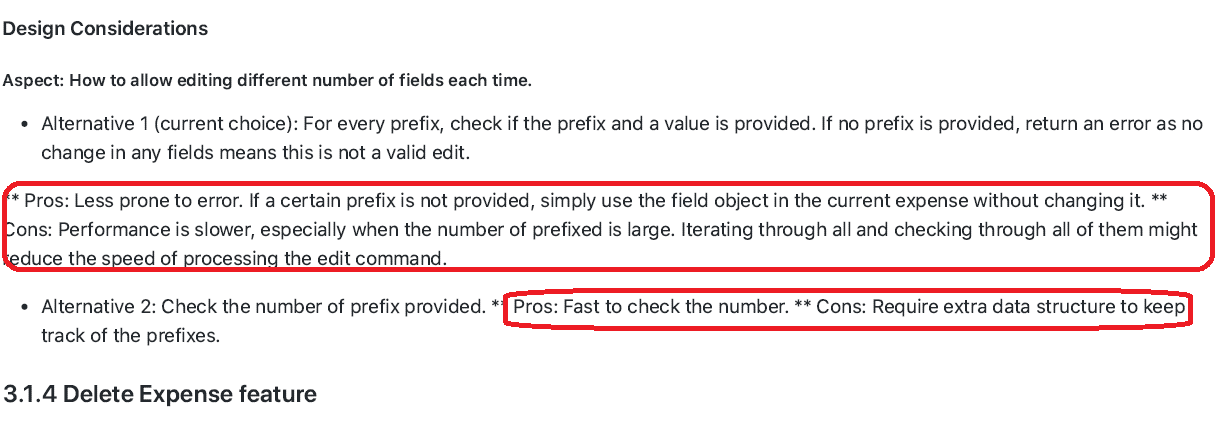 Design Considerations
Aspect: How to allow editing different number of fields each time.
• Alternative 1 (current choice): For every prefix, check if the prefix and a value is provided. If no prefix is provided, return an error as no
change in any fields means this is not a valid edit.
** Pros: Less prone to error. If a certain prefix is not provided, simply use the field object in the current expense without changing it. **
Cons: Performance is slower, especially when the number of prefixed is large. Iterating through all and checking through all of them might
reduce the speed of processing the edit command.
• Alternative 2: Check the number of prefix provided. ** Pros: Fast to check the number. ** Cons: Require extra data structure to keep
track of the prefixes.
3.1.4 Delete Expense feature